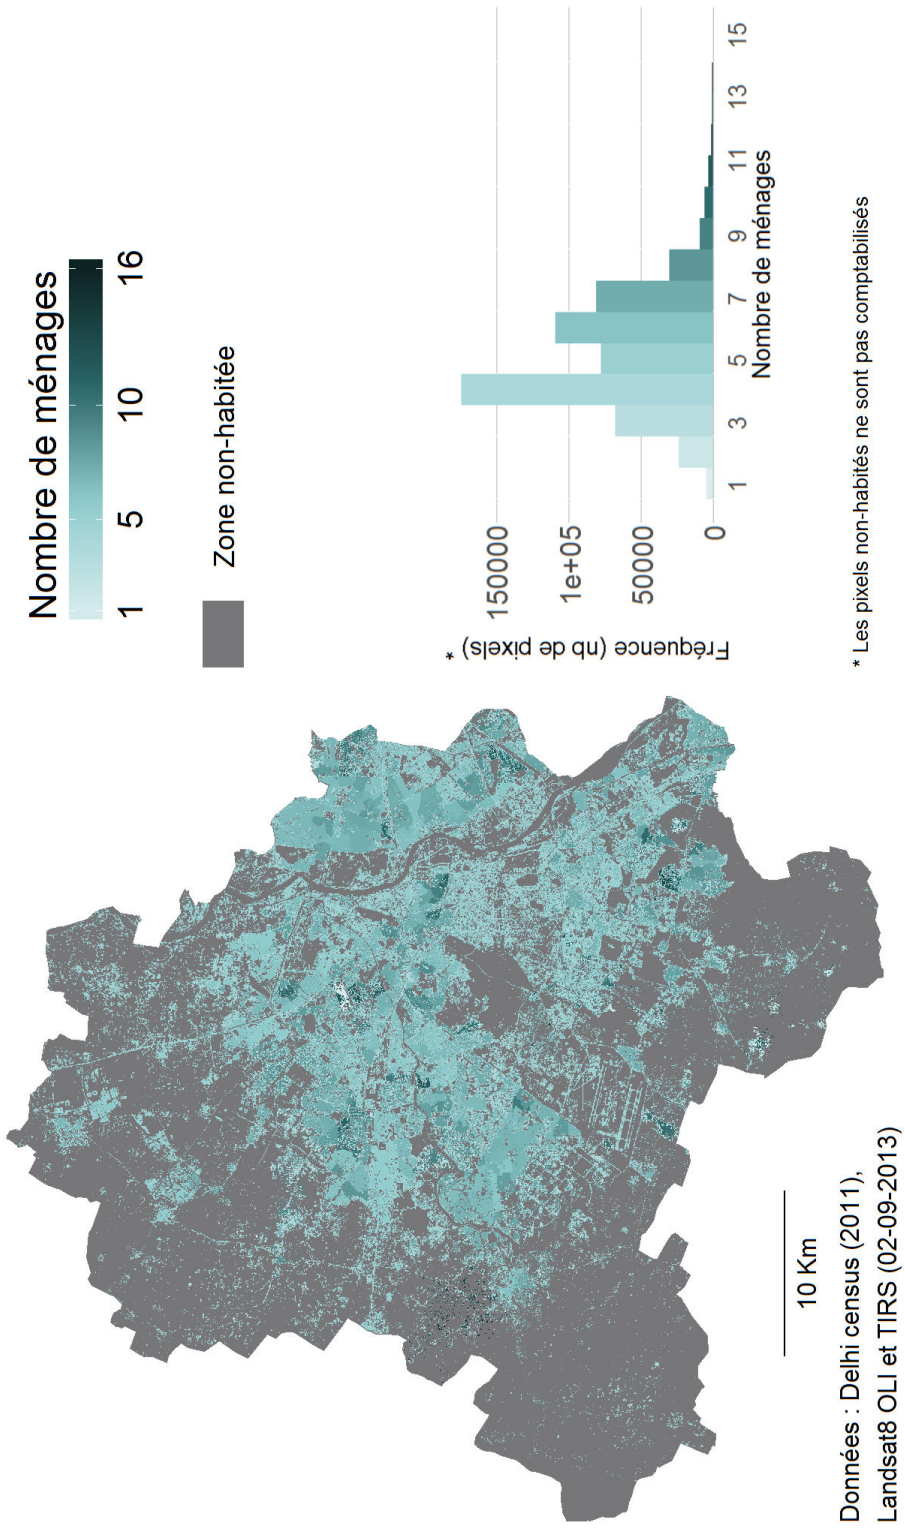 Nombre de ménages
1 5 10 16
Zone non-habitée
Fréquence (nb de pixels) *
150000
1e+05
50000
0
1 3 5 7 9 11 13 15
Nombre de ménages
* Les pixels non-habités ne sont pas comptabilisés
10 Km
Données : Delhi census (2011),
Landsat8 OLI et TIRS (02-09-2013)